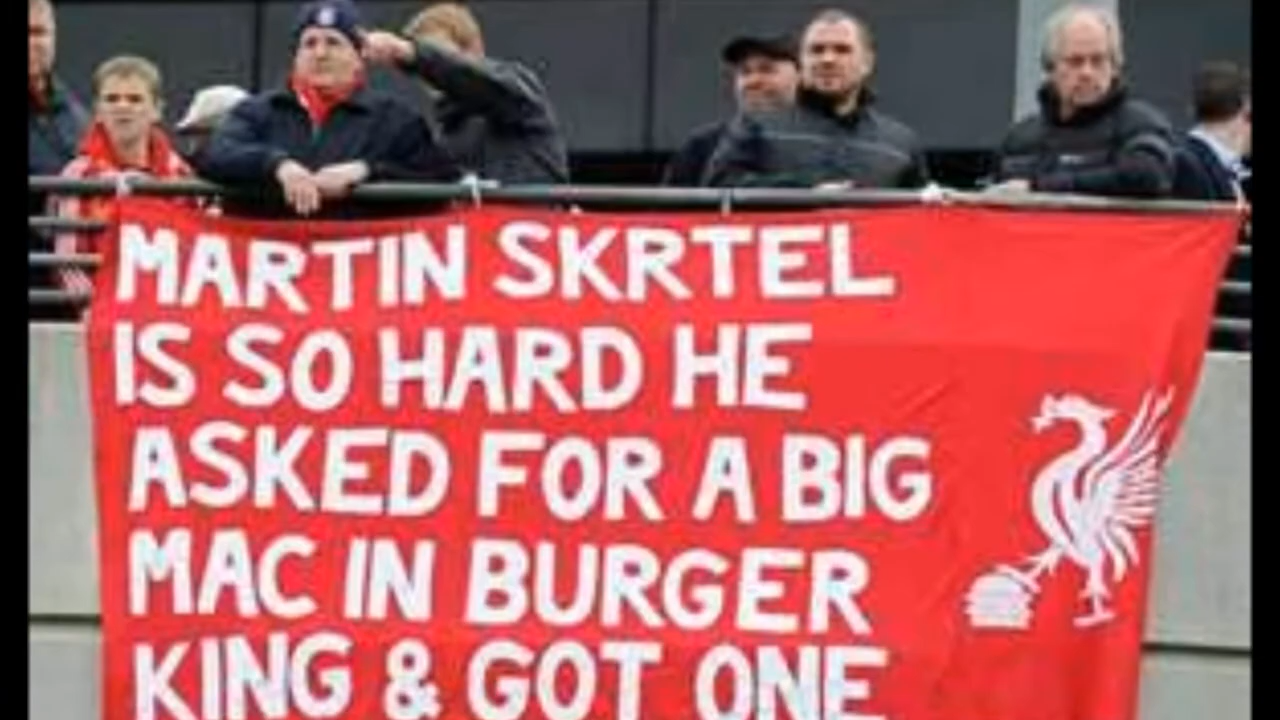 MARTIN SKRTEL
IS SO HARD HE
ASKED FOR A BIG
MAC IN BURGER
KING & GOT ONE